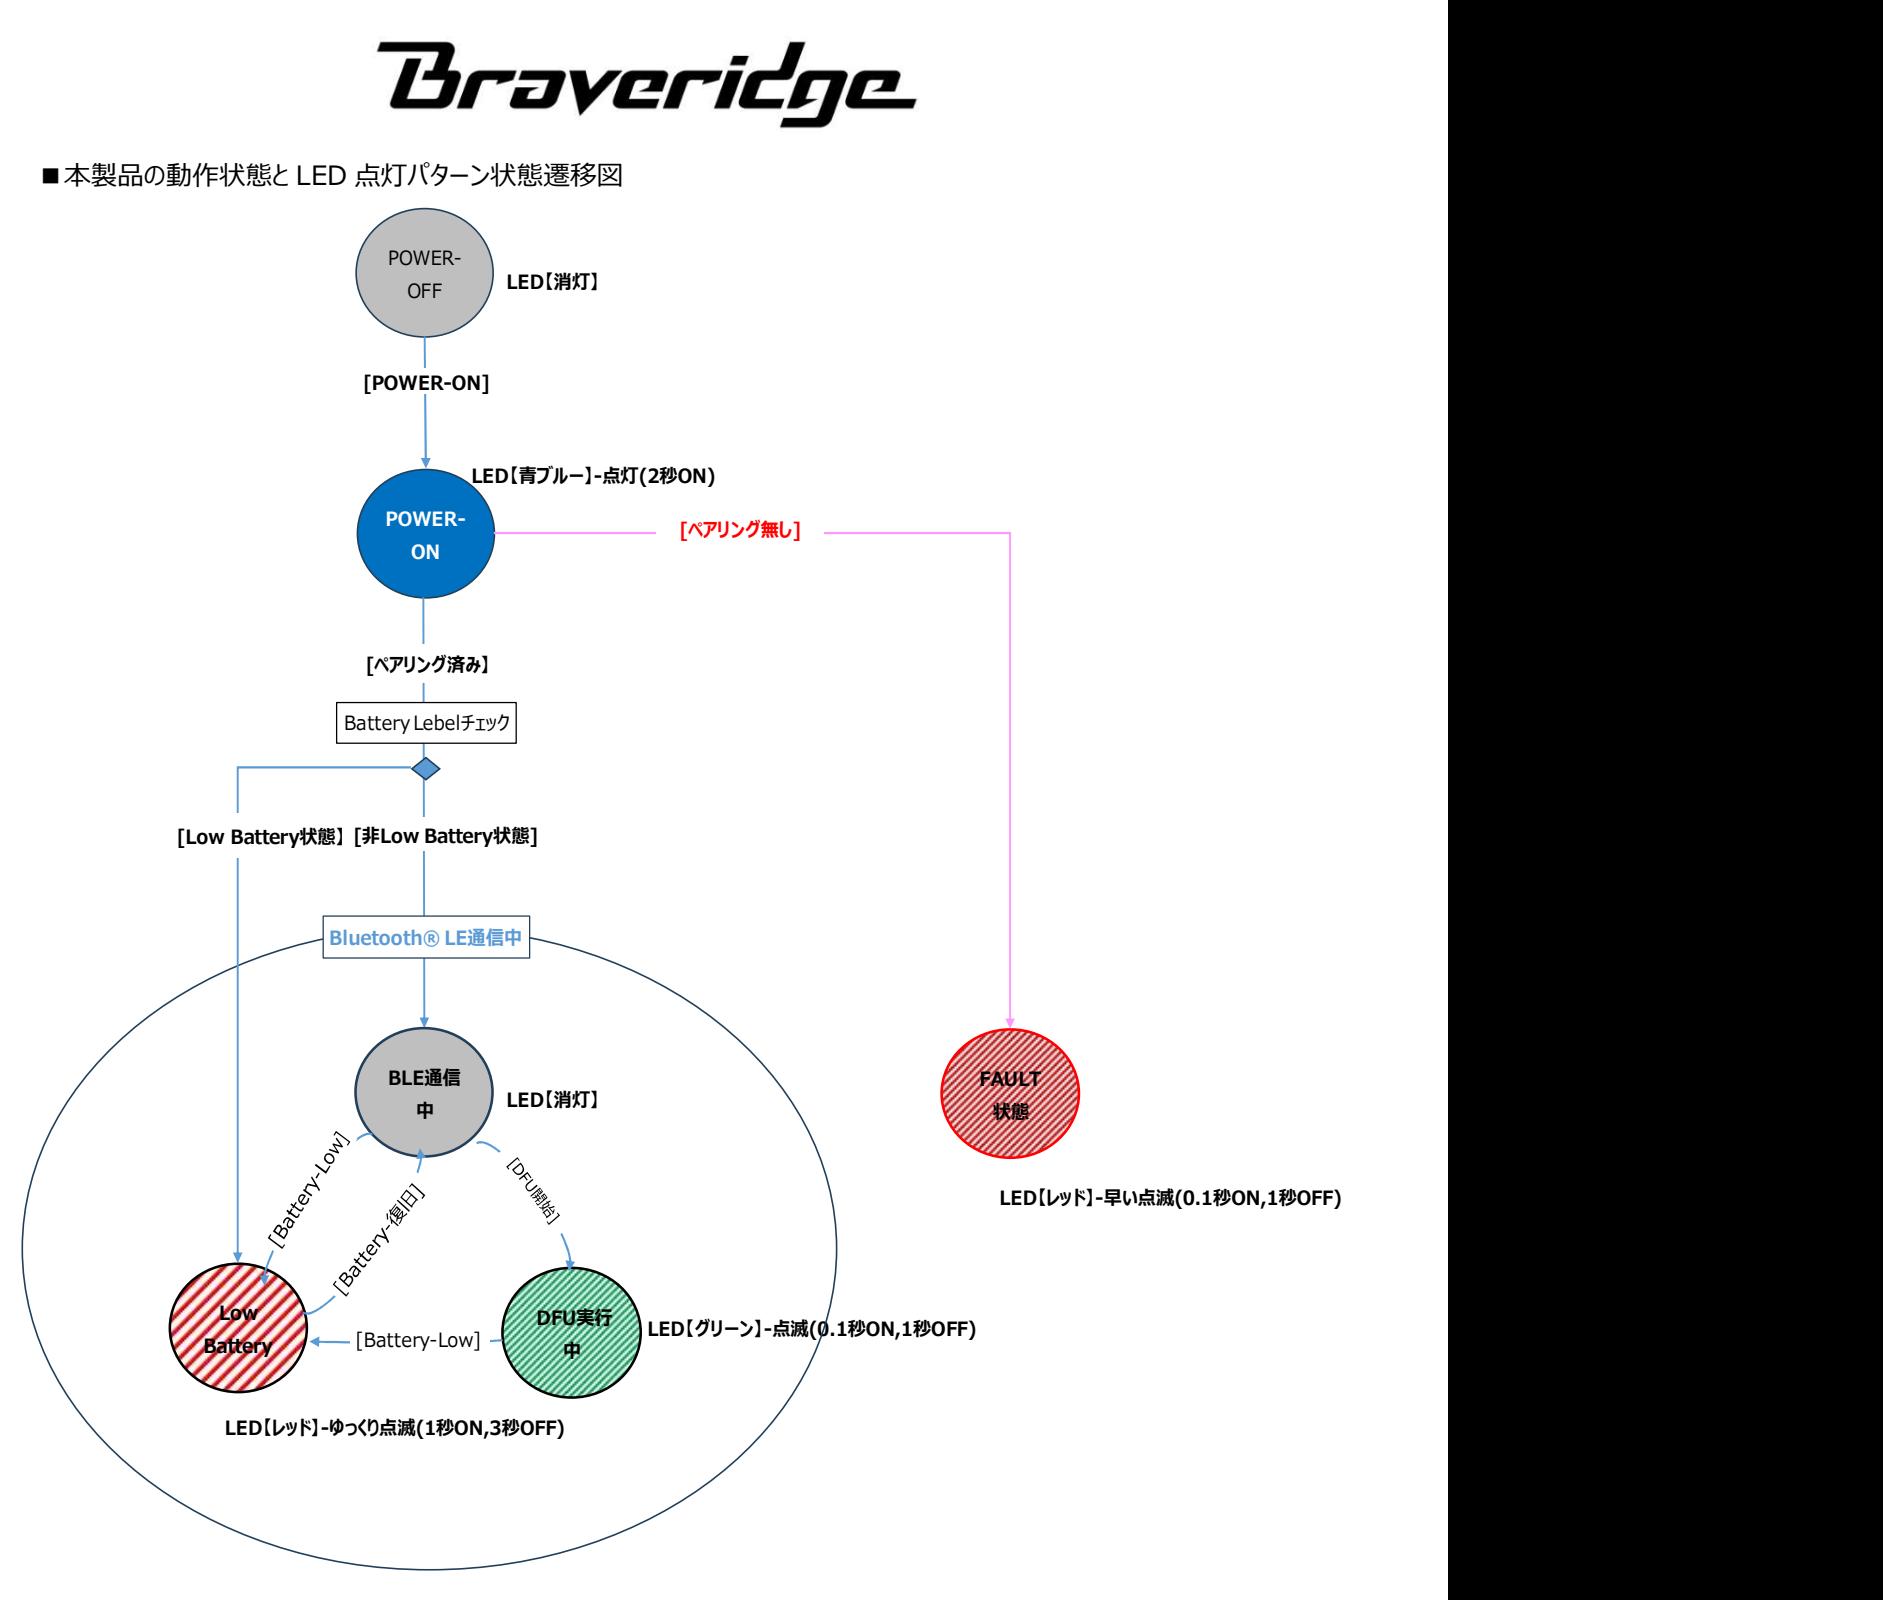 Braveridge
■本製品の動作状態と LED 点灯パターン状態遷移図
POWER-
OFF
LED【消灯】
[POWER-ON]
LED【青ブルー】-点灯(2秒ON)
POWER-
ON
[ペアリング無し]
[ペアリング済み】
Battery Lebelチェック
[Low Battery状態】
[非Low Battery状態]
Bluetooth® LE通信中
BLE通信
中
LED【消灯】
FAULT
状態
LED【レッド】-早い点滅(0.1秒ON,1秒OFF)
[Battery-Low]
[Battery-復旧]
[DFU開始]
Low
Battery
[Battery-Low]
DFU実行
中
LED【グリーン】-点滅(0.1秒ON,1秒OFF)
LED【レッド】-ゆっくり点滅(1秒ON,3秒OFF)